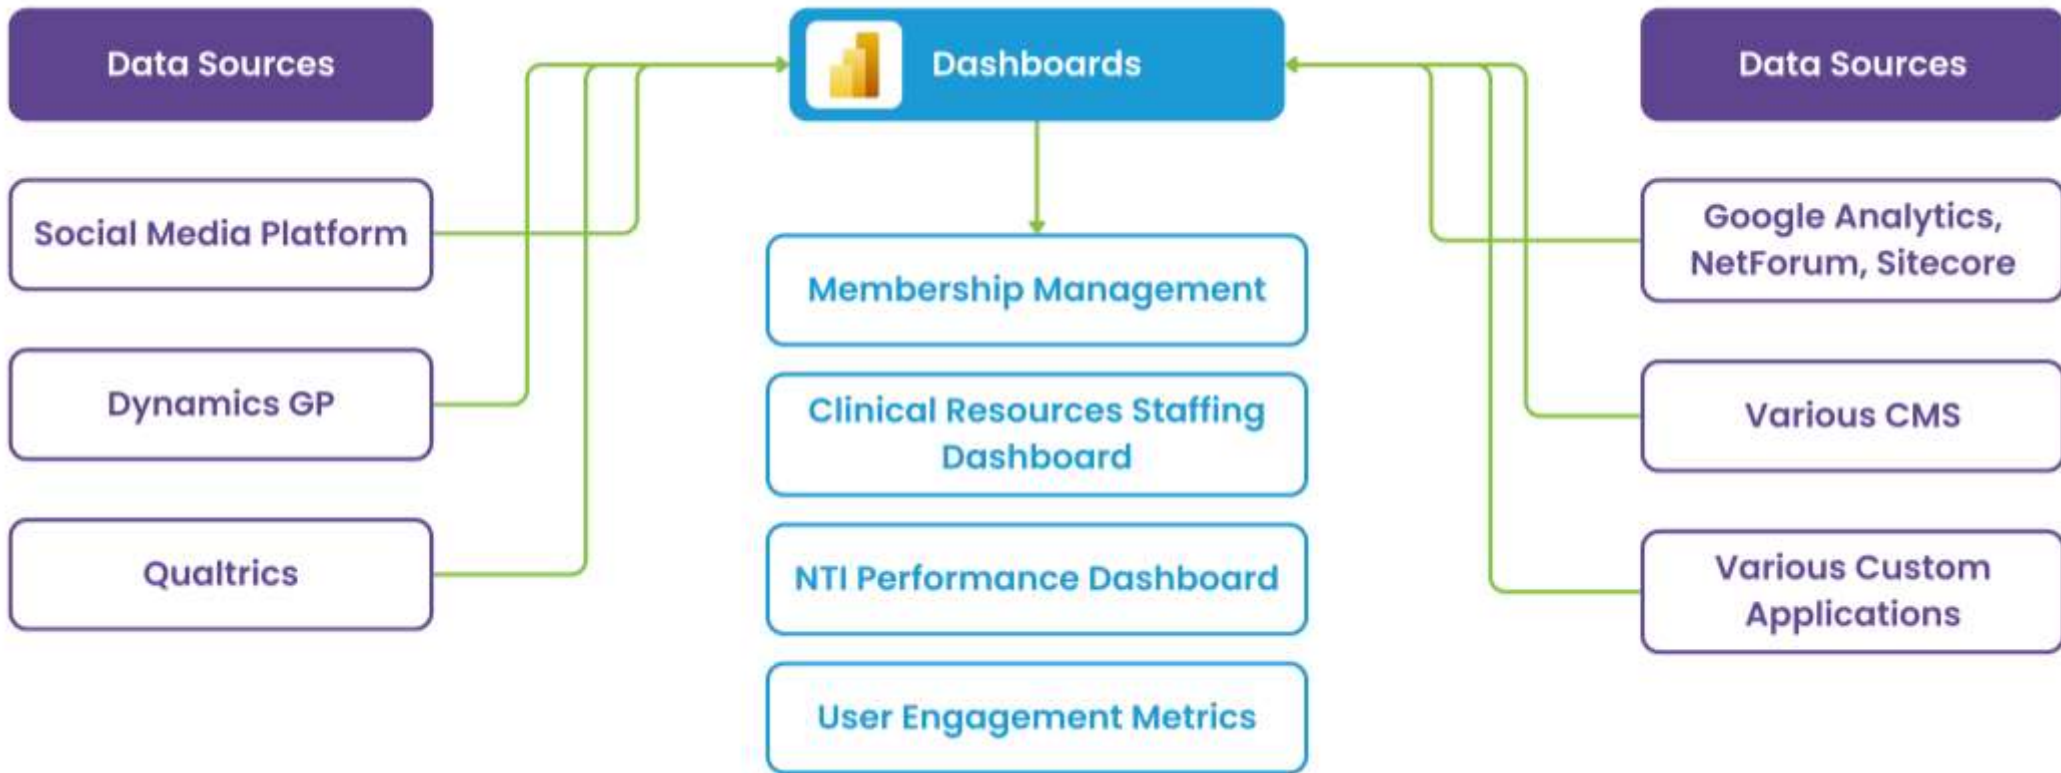 Data Sources
Social Media Platform
Dynamics GP
Qualtrics
Dashboards
Membership Management
Clinical Resources Staffing
Dashboard
NTI Performance Dashboard
User Engagement Metrics
Data Sources
Google Analytics,
NetForum, Sitecore
Various CMS
Various Custom
Applications